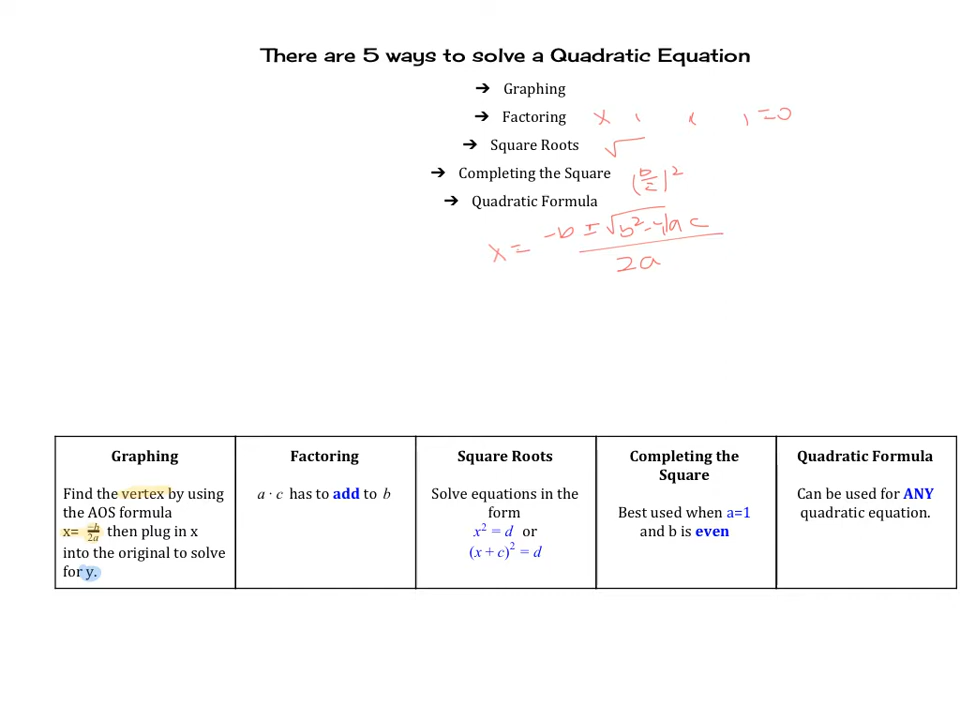 There are 5 ways to solve a Quadratic Equation
➔ Graphing
➔ Factoring x , x , =0
➔ Square Roots √
➔ Completing the Square (b/2)²
➔ Quadratic Formula
x = -b ± √b²-4ac / 2a
Graphing
Find the vertex by using
the AOS formula
x= -b/2a then plug in x
into the original to solve
for y.
Factoring
a · c has to add to b
Square Roots
Solve equations in the
form
x² = d or
(x + c)² = d
Completing the
Square
Best used when a=1
and b is even
Quadratic Formula
Can be used for ANY
quadratic equation.